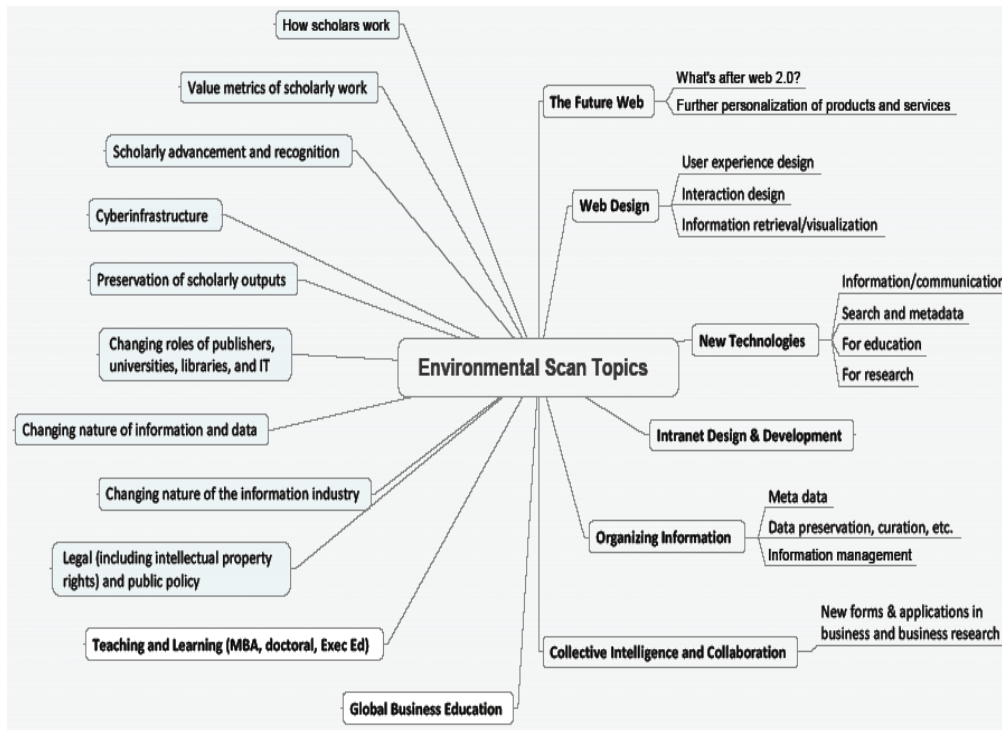 How scholars work
Value metrics of scholarly work
Scholarly advancement and recognition
Cyberinfrastructure
Preservation of scholarly outputs
Changing roles of publishers,
universities, libraries, and IT
Changing nature of information and data
Changing nature of the information industry
Legal (including intellectual property
rights) and public policy
Teaching and Learning (MBA, doctoral, Exec Ed)
Global Business Education
Environmental Scan Topics
The Future Web
What's after web 2.0?
Further personalization of products and services
Web Design
User experience design
Interaction design
Information retrieval/visualization
New Technologies
Information/communication
Search and metadata
For education
For research
Intranet Design & Development
Organizing Information
Meta data
Data preservation, curation, etc.
Information management
Collective Intelligence and Collaboration
New forms & applications in
business and business research